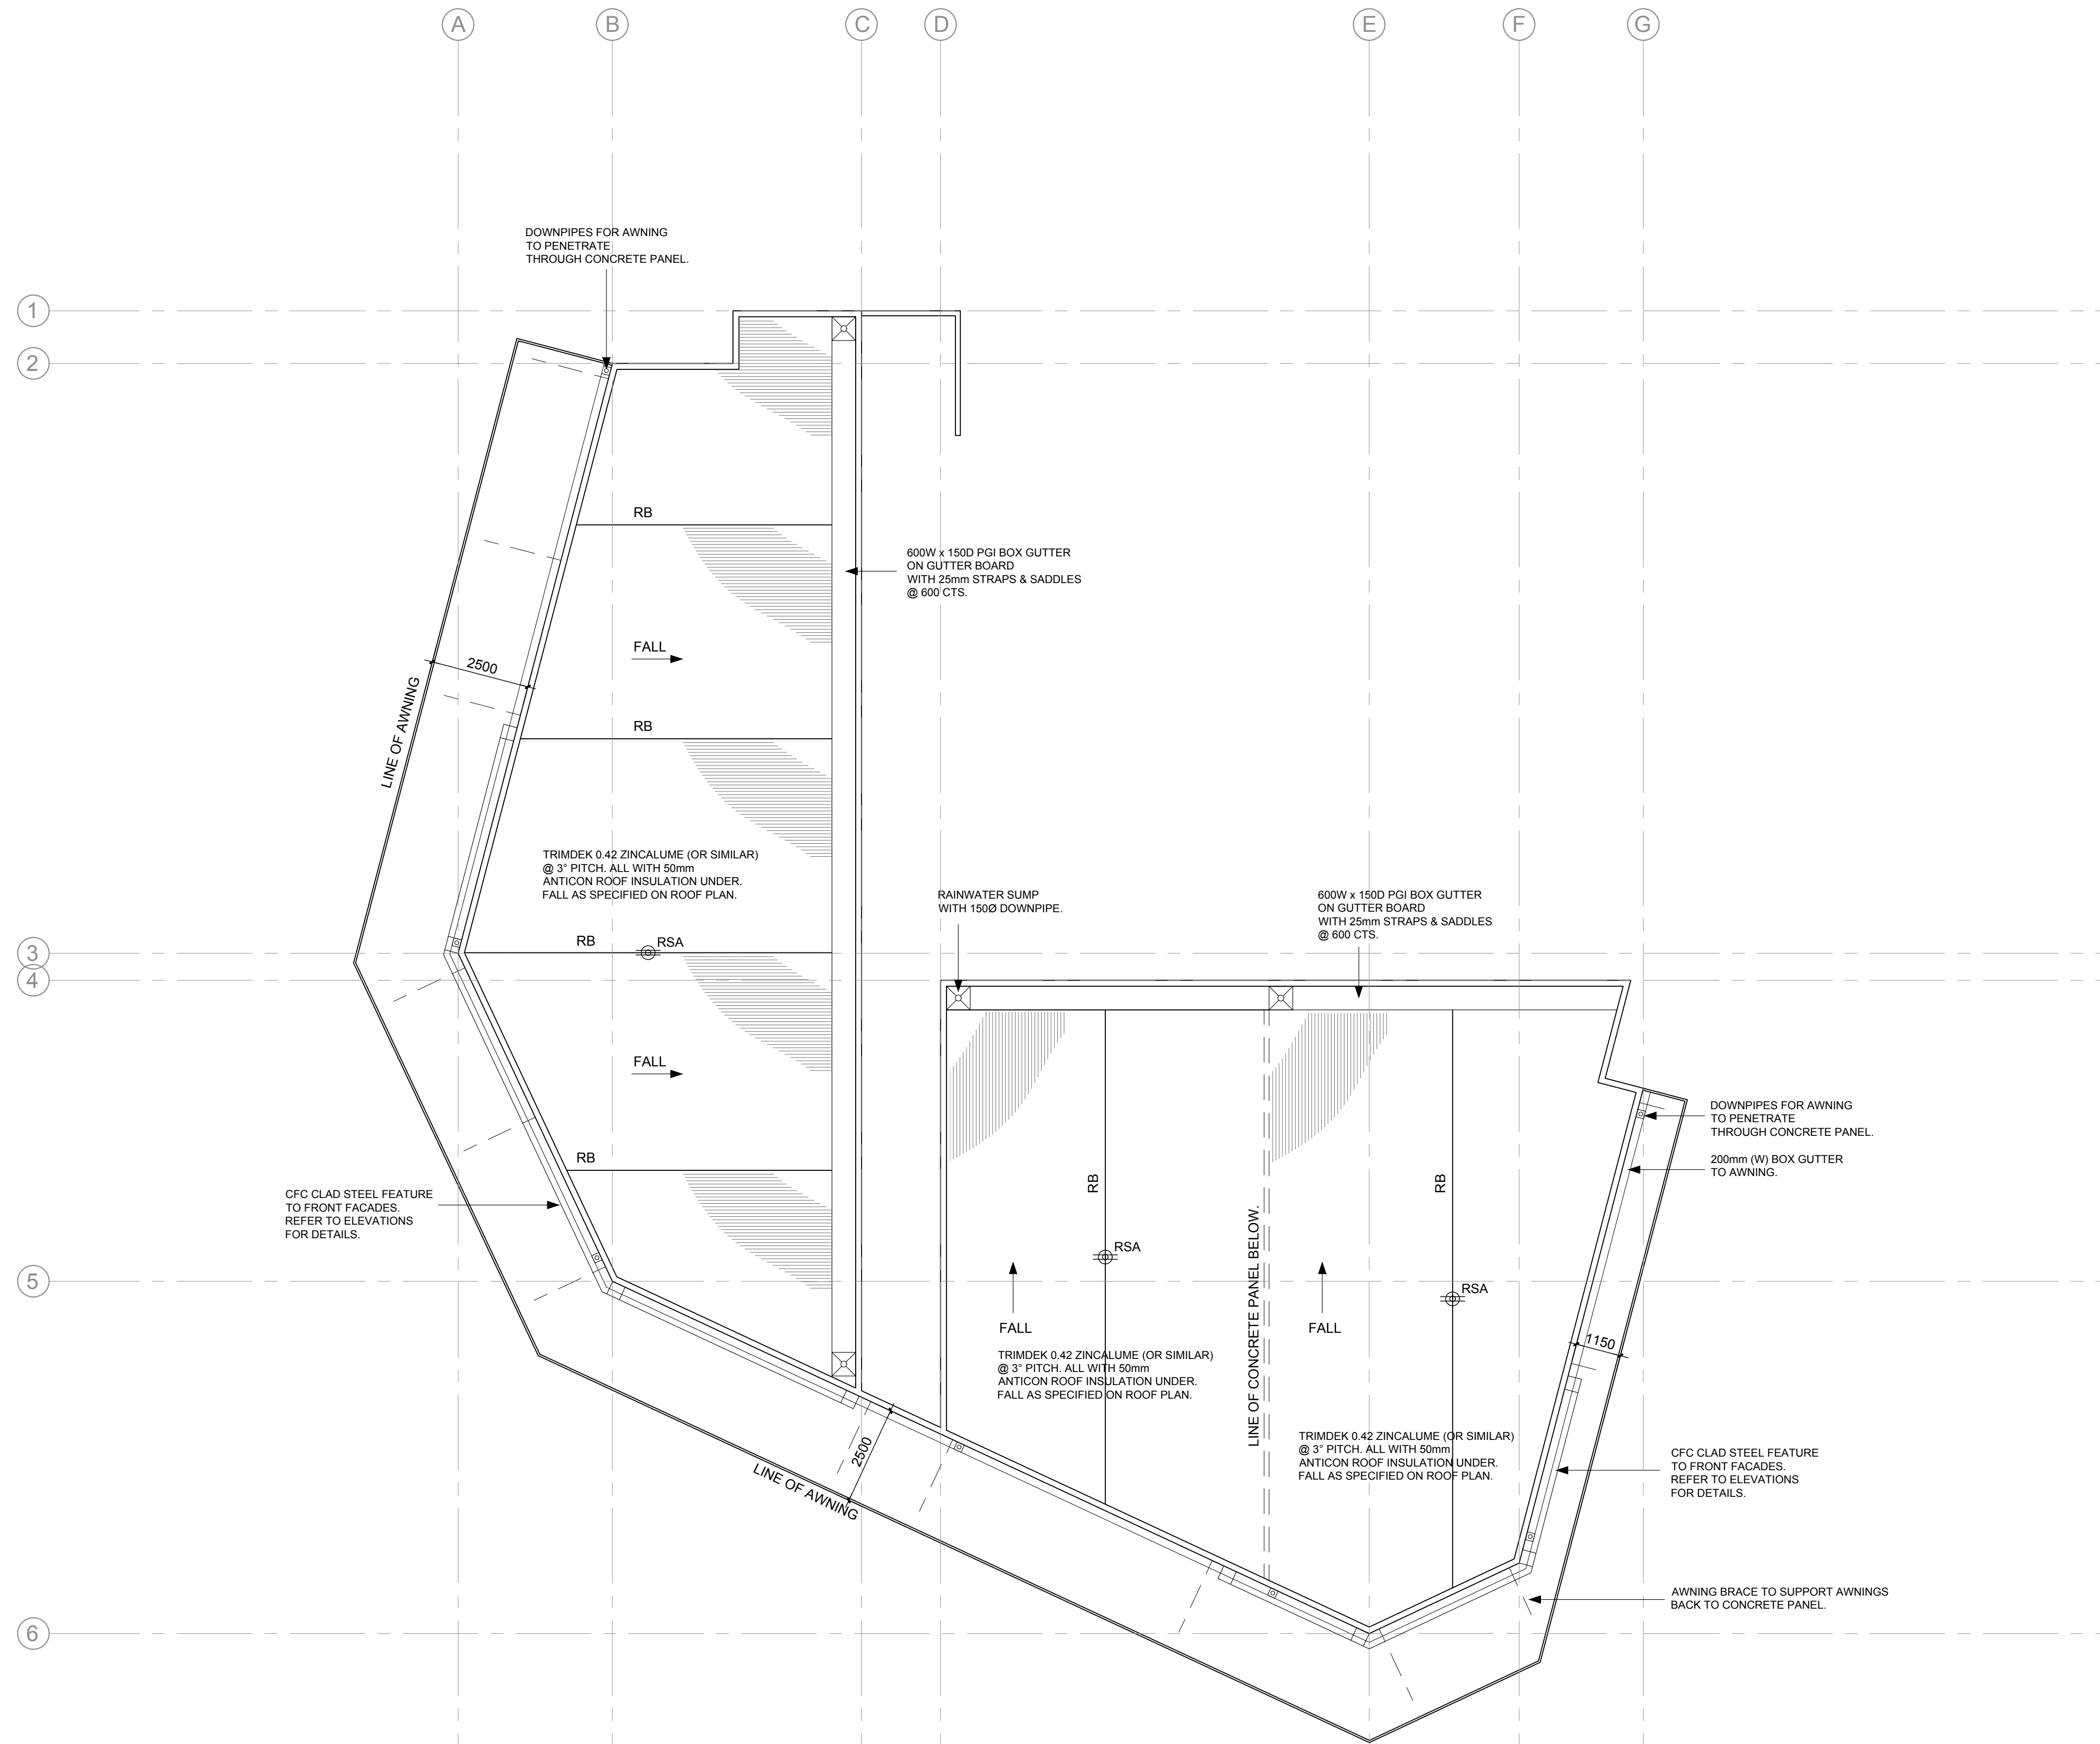 A
B
C
D
E
F
G
DOWNPIPES FOR AWNING
TO PENETRATE
THROUGH CONCRETE PANEL.
1
2
RB
600W x 150D PGI BOX GUTTER
ON GUTTER BOARD
WITH 25mm STRAPS & SADDLES
@ 600 CTS.
FALL
2500
LINE OF AWNING
RB
TRIMDEK 0.42 ZINCALUME (OR SIMILAR)
@ 3° PITCH. ALL WITH 50mm
ANTICON ROOF INSULATION UNDER.
FALL AS SPECIFIED ON ROOF PLAN.
RAINWATER SUMP
WITH 150Ø DOWNPIPE.
600W x 150D PGI BOX GUTTER
ON GUTTER BOARD
WITH 25mm STRAPS & SADDLES
@ 600 CTS.
3
RB
RSA
4
FALL
DOWNPIPES FOR AWNING
TO PENETRATE
THROUGH CONCRETE PANEL.
200mm (W) BOX GUTTER
TO AWNING.
RB
RB
RB
CFC CLAD STEEL FEATURE
TO FRONT FACADES.
REFER TO ELEVATIONS
FOR DETAILS.
RSA
LINE OF CONCRETE PANEL BELOW.
5
RSA
FALL
FALL
1150
TRIMDEK 0.42 ZINCALUME (OR SIMILAR)
@ 3° PITCH. ALL WITH 50mm
ANTICON ROOF INSULATION UNDER.
FALL AS SPECIFIED ON ROOF PLAN.
2500
LINE OF AWNING
TRIMDEK 0.42 ZINCALUME (OR SIMILAR)
@ 3° PITCH. ALL WITH 50mm
ANTICON ROOF INSULATION UNDER.
FALL AS SPECIFIED ON ROOF PLAN.
CFC CLAD STEEL FEATURE
TO FRONT FACADES.
REFER TO ELEVATIONS
FOR DETAILS.
AWNING BRACE TO SUPPORT AWNINGS
BACK TO CONCRETE PANEL.
6